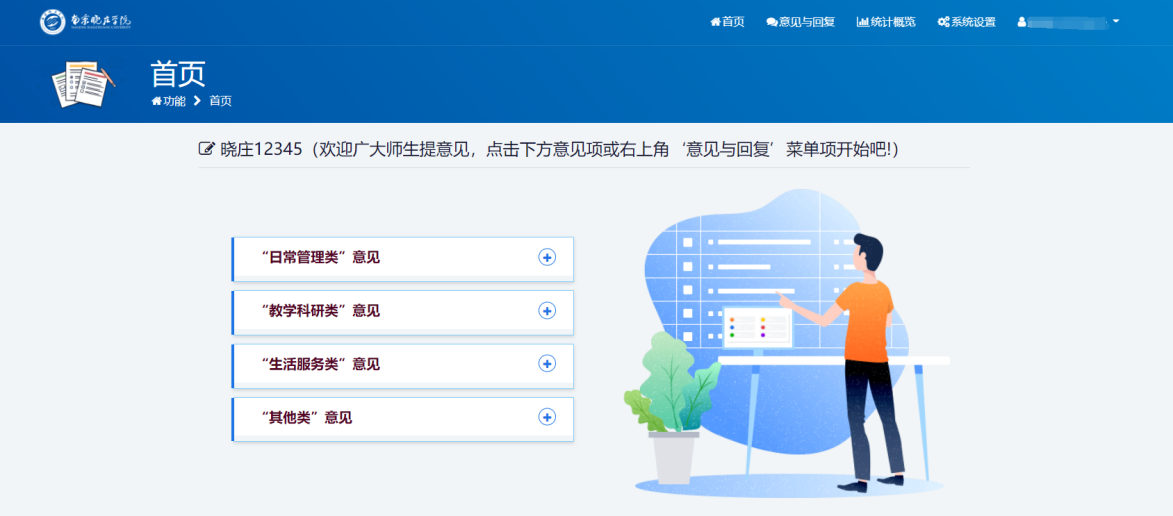 南京晓庄学院
首页
意见与回复
统计概览
系统设置
首页
功能 首页
晓庄12345（欢迎广大师生提意见，点击下方意见项或右上角‘意见与回复’菜单项开始吧!）
“日常管理类”意见
“教学科研类”意见
“生活服务类”意见
“其他类”意见